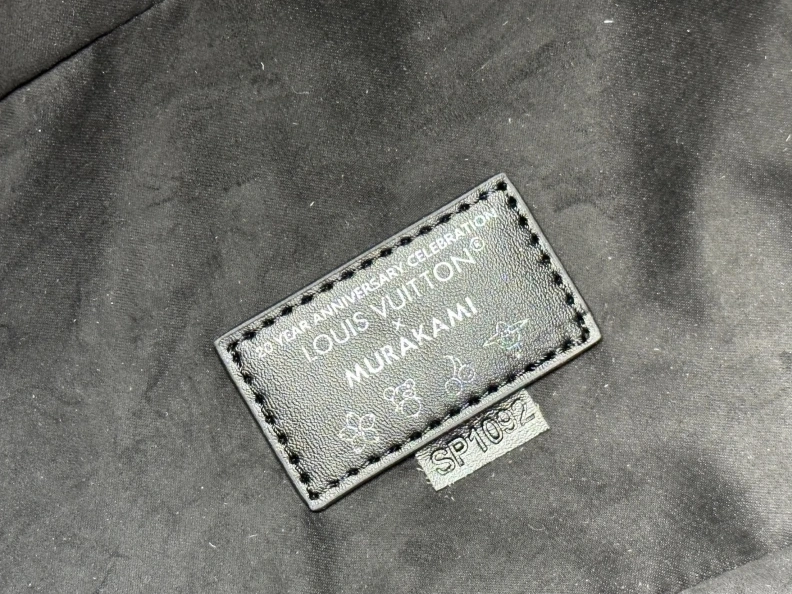 20 YEAR ANNIVERSARY CELEBRATION
LOUIS VUITTON®
×
MURAKAMI
SP1092